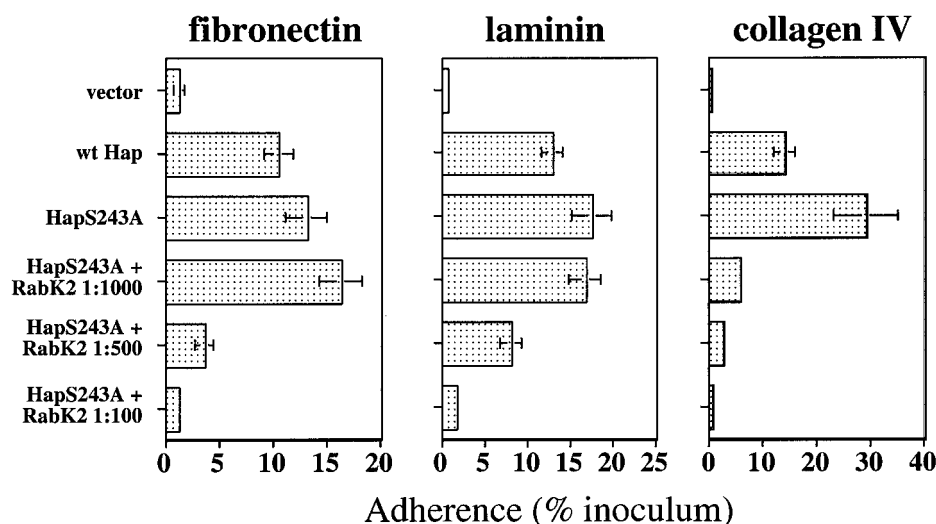 fibronectin laminin collagen IV
vector
wt Hap
HapS243A
HapS243A +
RabK2 1:1000
HapS243A +
RabK2 1:500
HapS243A +
RabK2 1:100
0 5 10 15 20 0 5 10 15 20 25 0 10 20 30 40
Adherence (% inoculum)